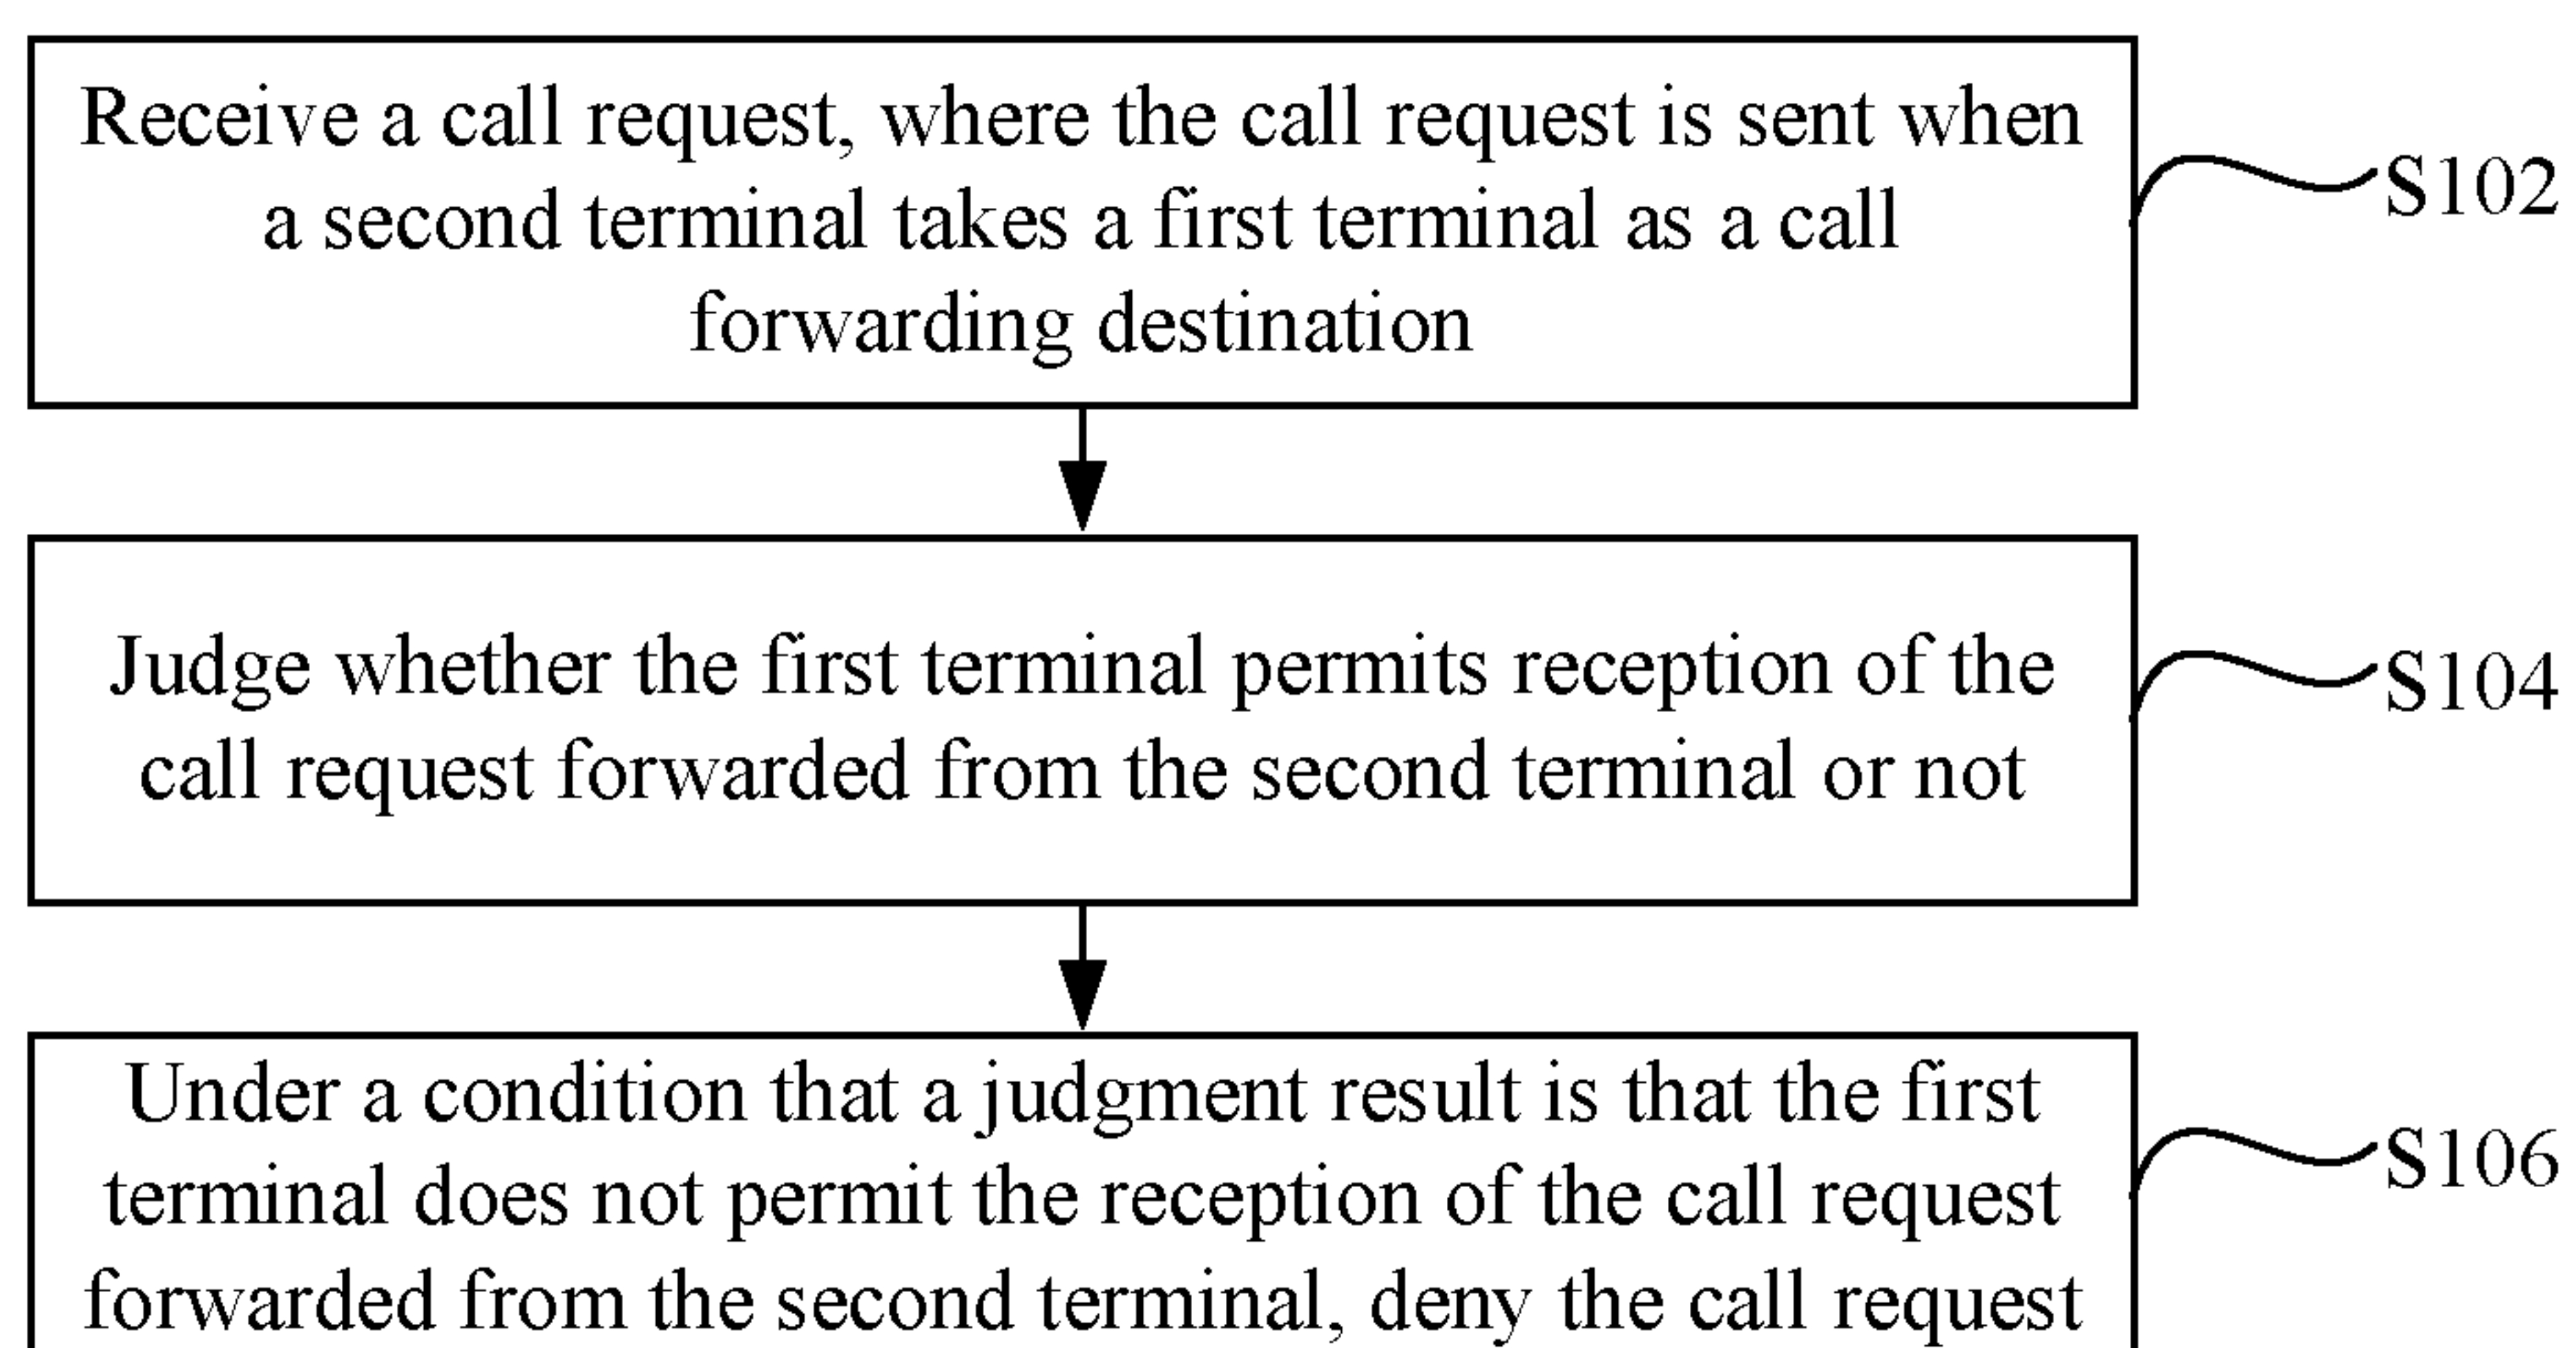 Receive a call request, where the call request is sent when
a second terminal takes a first terminal as a call
forwarding destination
S102
Judge whether the first terminal permits reception of the
call request forwarded from the second terminal or not
S104
Under a condition that a judgment result is that the first
terminal does not permit the reception of the call request
forwarded from the second terminal, deny the call request
S106